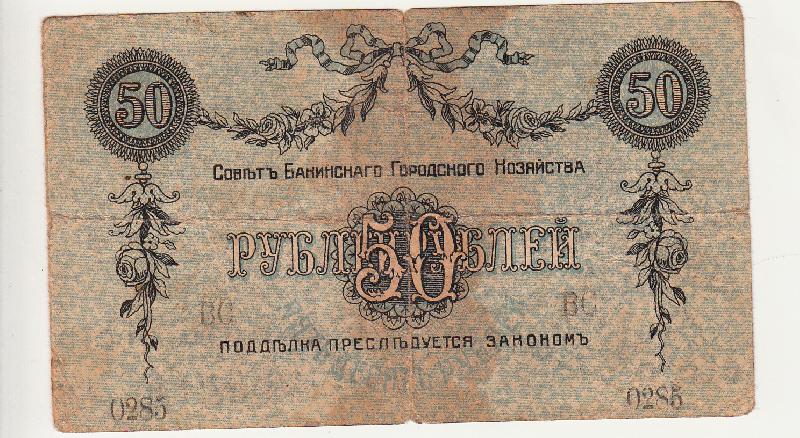 50 50
Совѣтъ Бакинскаго Городского Хозяйства
РУБЛЕЙ 50 РУБЛЕЙ
ВС ВС
ПОДДѢЛКА ПРЕСЛѢДУЕТСЯ ЗАКОНОМЪ
0285 0285